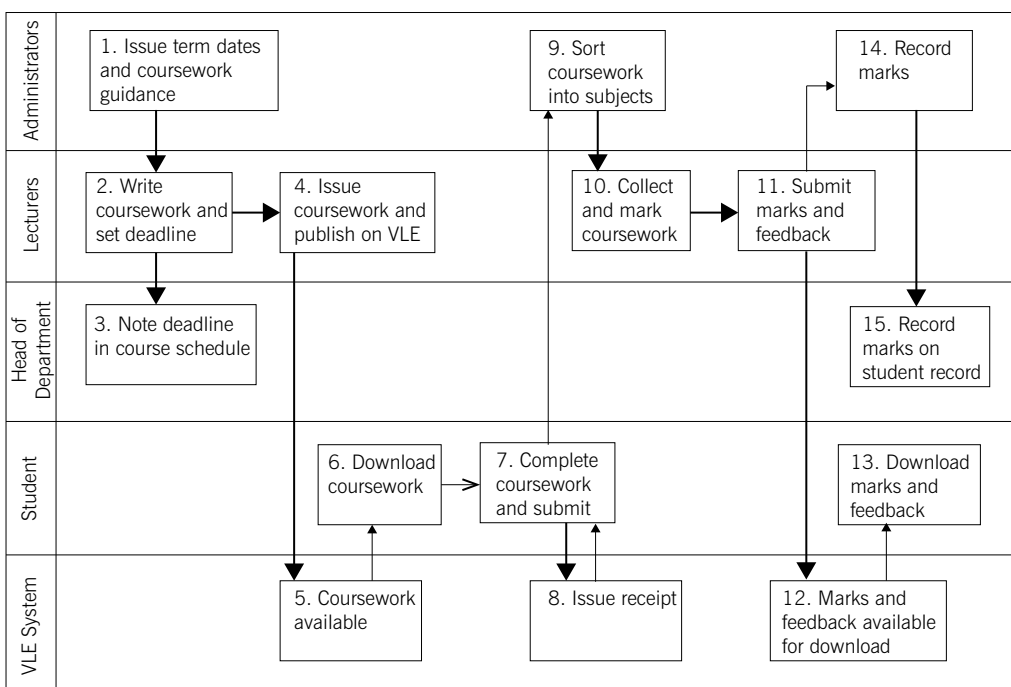 Administrators
1. Issue term dates
and coursework
guidance
9. Sort
coursework
into subjects
14. Record
marks
Lecturers
2. Write
coursework and
set deadline
4. Issue
coursework and
publish on VLE
10. Collect
and mark
coursework
11. Submit
marks and
feedback
Head of
Department
3. Note deadline
in course schedule
15. Record
marks on
student record
Student
6. Download
coursework
7. Complete
coursework
and submit
13. Download
marks and
feedback
VLE System
5. Coursework
available
8. Issue receipt
12. Marks and
feedback available
for download